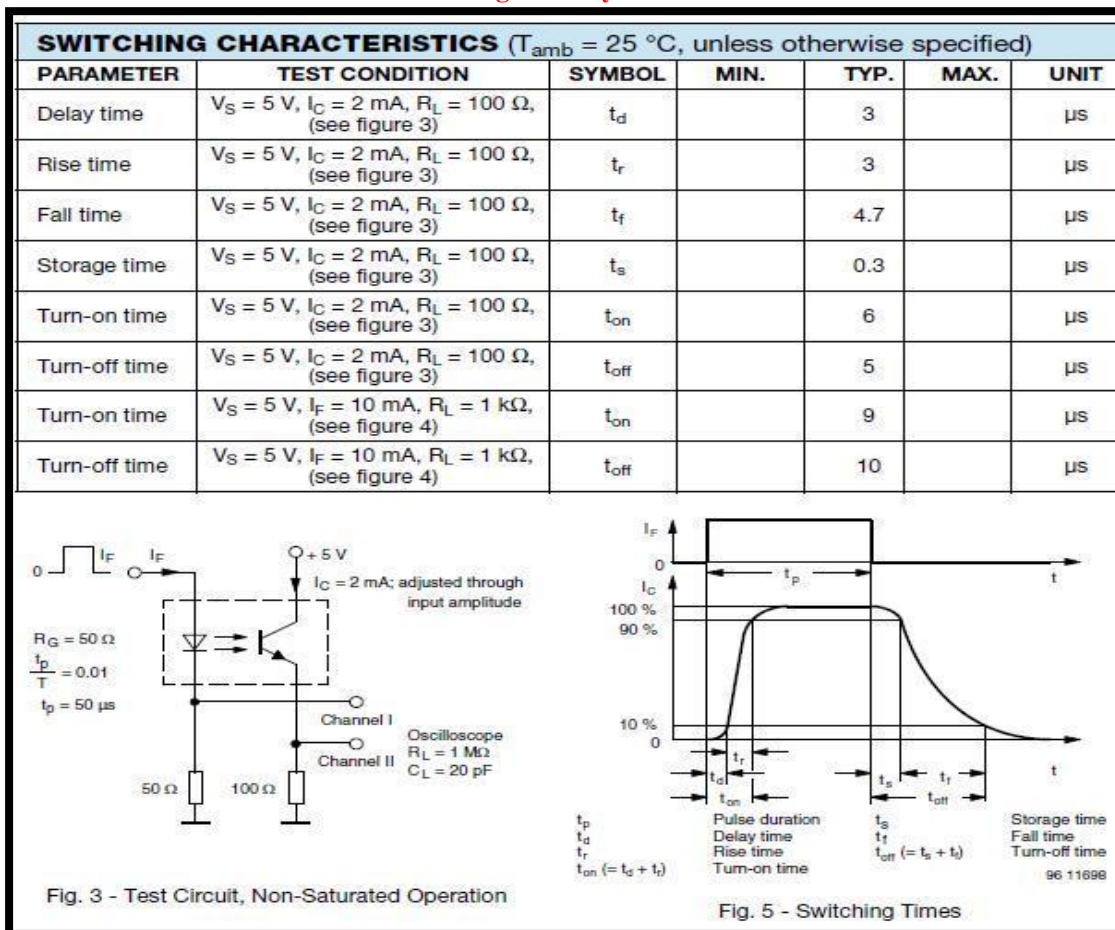 SWITCHING CHARACTERISTICS (Tamb = 25 °C, unless otherwise specified)
PARAMETER TEST CONDITION SYMBOL MIN. TYP. MAX. UNIT
Delay time VS = 5 V, IC = 2 mA, RL = 100 Ω, (see figure 3) td 3 µs
Rise time VS = 5 V, IC = 2 mA, RL = 100 Ω, (see figure 3) tr 3 µs
Fall time VS = 5 V, IC = 2 mA, RL = 100 Ω, (see figure 3) tf 4.7 µs
Storage time VS = 5 V, IC = 2 mA, RL = 100 Ω, (see figure 3) ts 0.3 µs
Turn-on time VS = 5 V, IC = 2 mA, RL = 100 Ω, (see figure 3) ton 6 µs
Turn-off time VS = 5 V, IC = 2 mA, RL = 100 Ω, (see figure 3) toff 5 µs
Turn-on time VS = 5 V, IF = 10 mA, RL = 1 kΩ, (see figure 4) ton 9 µs
Turn-off time VS = 5 V, IF = 10 mA, RL = 1 kΩ, (see figure 4) toff 10 µs
0 IF IF
+ 5 V
IC = 2 mA; adjusted through
input amplitude
RG = 50 Ω
tp/T = 0.01
tp = 50 µs
Channel I
Channel II
Oscilloscope
RL = 1 MΩ
CL = 20 pF
50 Ω 100 Ω
Fig. 3 - Test Circuit, Non-Saturated Operation
IF
0
tp
t
IC
100 %
90 %
10 %
0
tr
td
ton
ts
tf
toff
t
tp Pulse duration
td Delay time
tr Rise time
ton (= td + tr) Turn-on time
ts Storage time
tf Fall time
toff (= ts + tf) Turn-off time
96 11698
Fig. 5 - Switching Times